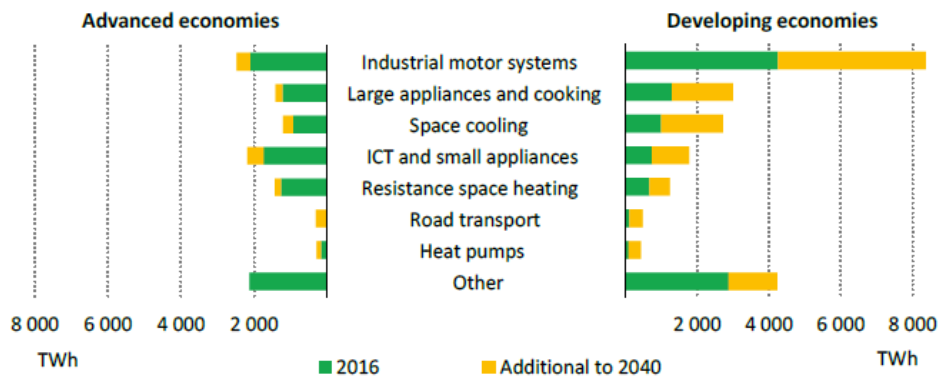 Advanced economies
Developing economies
Industrial motor systems
Large appliances and cooking
Space cooling
ICT and small appliances
Resistance space heating
Road transport
Heat pumps
Other
8 000 6 000 4 000 2 000
2 000 4 000 6 000 8 000
TWh
TWh
2016
Additional to 2040